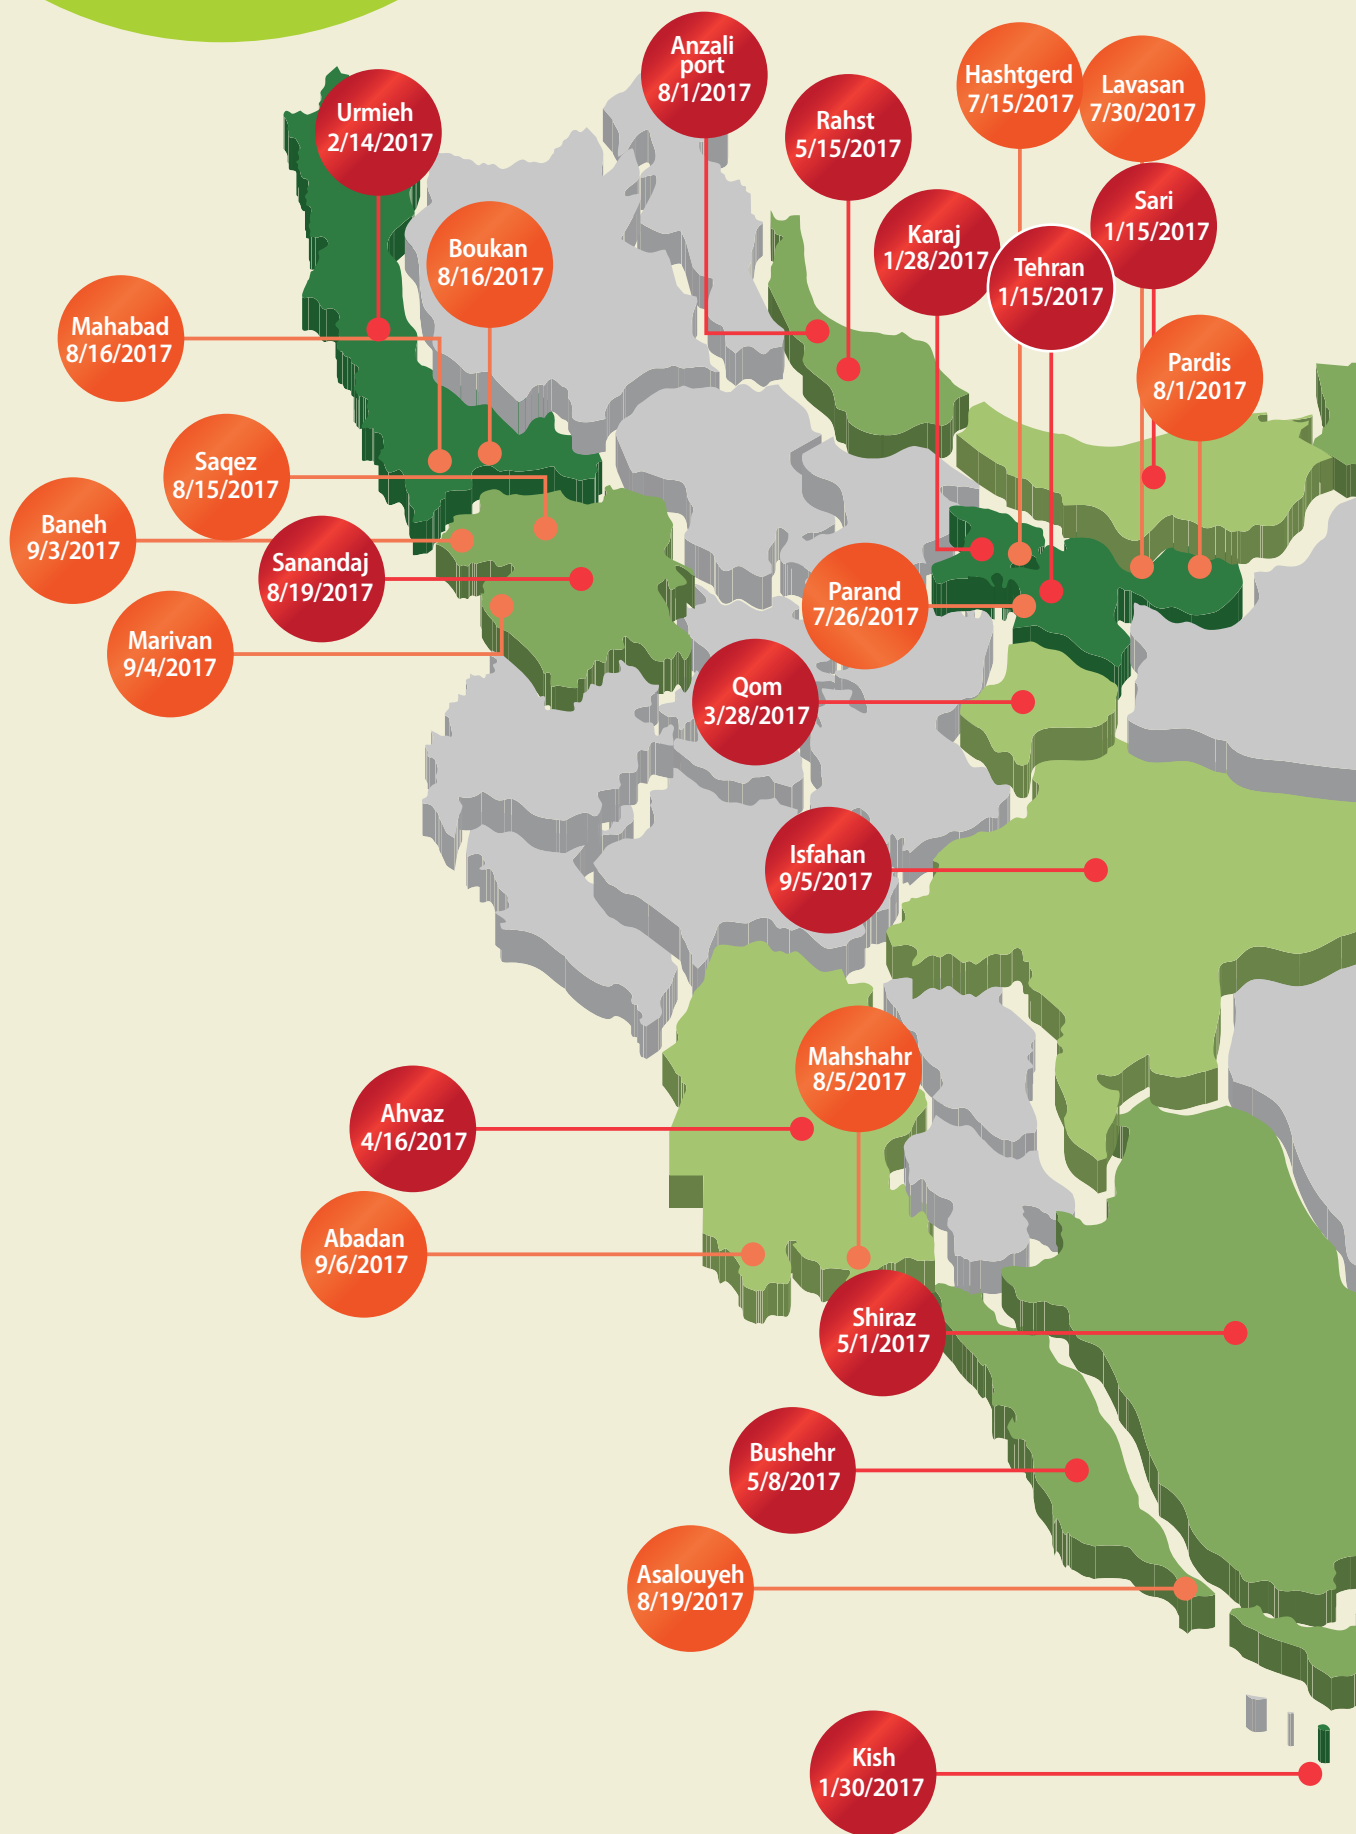 Anzali
port
8/1/2017
Hashtgerd
7/15/2017
Lavasan
7/30/2017
Urmieh
2/14/2017
Rahst
5/15/2017
Sari
1/15/2017
Karaj
1/28/2017
Boukan
8/16/2017
Tehran
1/15/2017
Mahabad
8/16/2017
Pardis
8/1/2017
Saqez
8/15/2017
Baneh
9/3/2017
Sanandaj
8/19/2017
Parand
7/26/2017
Marivan
9/4/2017
Qom
3/28/2017
Isfahan
9/5/2017
Mahshahr
8/5/2017
Ahvaz
4/16/2017
Abadan
9/6/2017
Shiraz
5/1/2017
Bushehr
5/8/2017
Asalouyeh
8/19/2017
Kish
1/30/2017